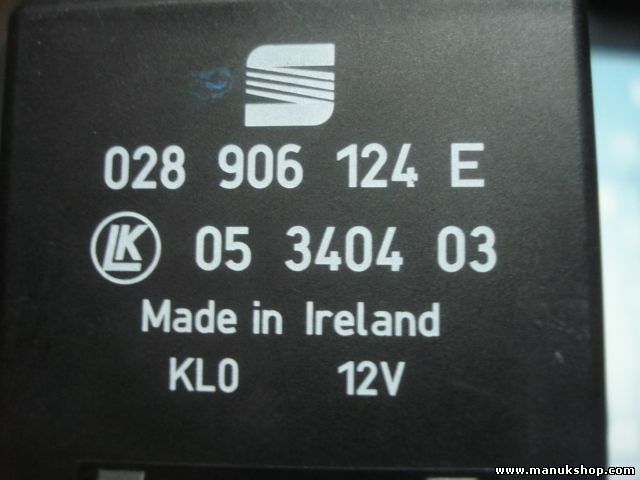 028 906 124 E
LK 05 3404 03
Made in Ireland
KL0 12V
www.manukshop.com